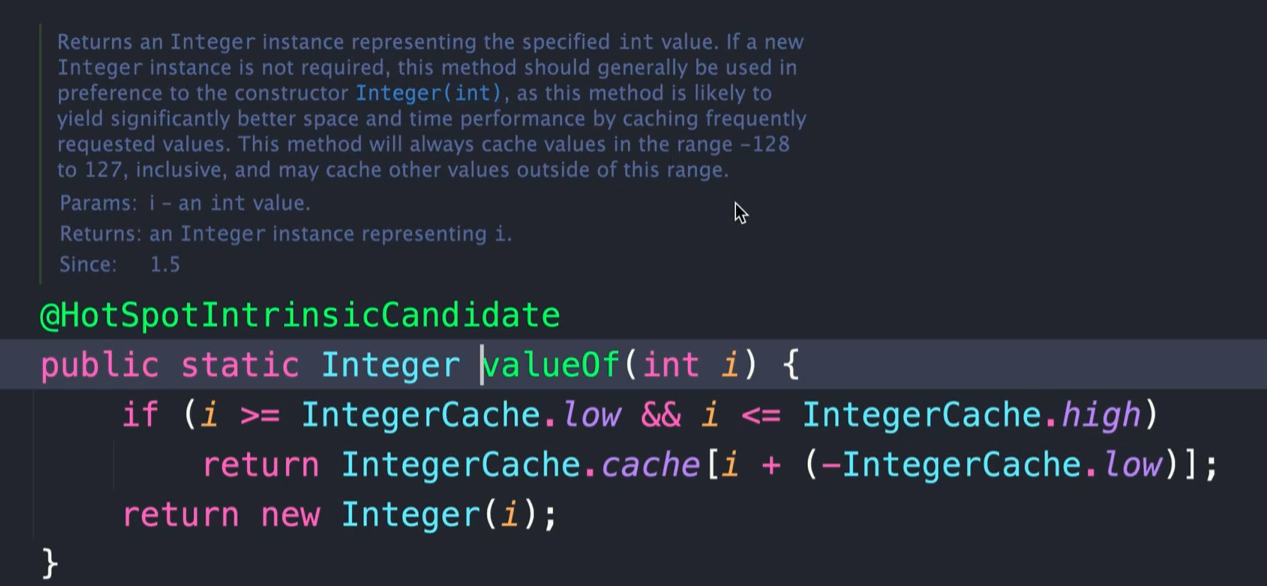 Returns an Integer instance representing the specified int value. If a new
Integer instance is not required, this method should generally be used in
preference to the constructor Integer(int), as this method is likely to
yield significantly better space and time performance by caching frequently
requested values. This method will always cache values in the range -128
to 127, inclusive, and may cache other values outside of this range.
Params: i – an int value.
Returns: an Integer instance representing i.
Since: 1.5
@HotSpotIntrinsicCandidate
public static Integer valueOf(int i) {
    if (i >= IntegerCache.low && i <= IntegerCache.high)
        return IntegerCache.cache[i + (-IntegerCache.low)];
    return new Integer(i);
}